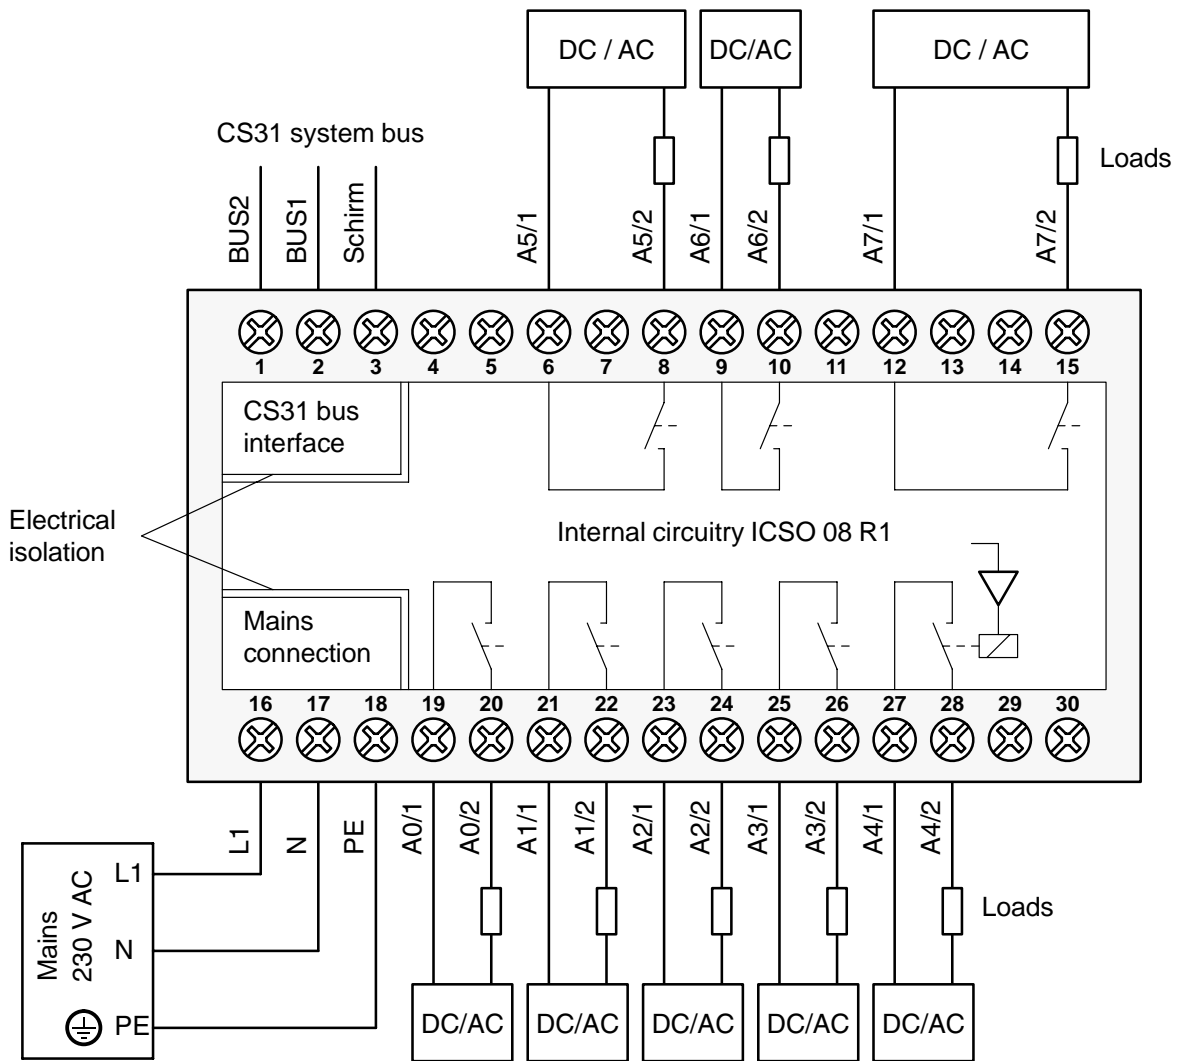 DC / AC
DC/AC
DC / AC
CS31 system bus
Loads
BUS2
BUS1
Schirm
A5/1
A5/2
A6/1
A6/2
A7/1
A7/2
1 2 3 4 5 6 7 8 9 10 11 12 13 14 15
CS31 bus
interface
Electrical
isolation
Internal circuitry ICSO 08 R1
Mains
connection
16 17 18 19 20 21 22 23 24 25 26 27 28 29 30
L1
N
PE
A0/1
A0/2
A1/1
A1/2
A2/1
A2/2
A3/1
A3/2
A4/1
A4/2
Mains
230 V AC
L1
N
PE
Loads
DC/AC
DC/AC
DC/AC
DC/AC
DC/AC